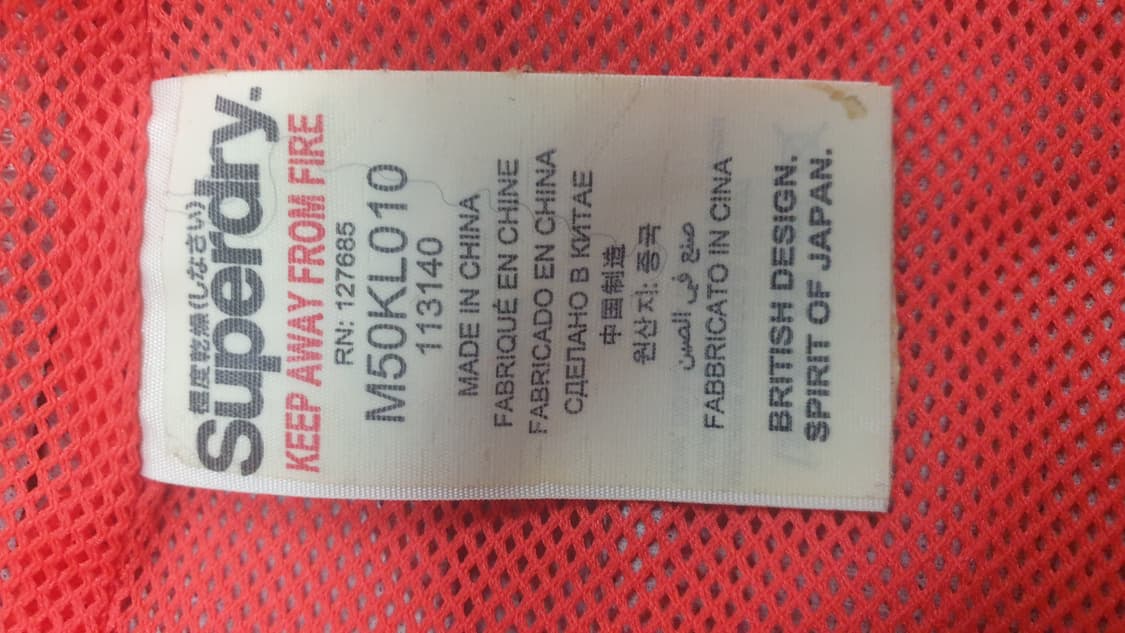 極度乾燥(しなさい)
Superdry.
KEEP AWAY FROM FIRE
RN: 127685
M50KL010
113140
MADE IN CHINA
FABRIQUÉ EN CHINE
FABRICADO EN CHINA
СДЕЛАНО В КИТАЕ
中国制造
원산지: 중국
صنع في الصين
FABBRICATO IN CINA
BRITISH DESIGN.
SPIRIT OF JAPAN.